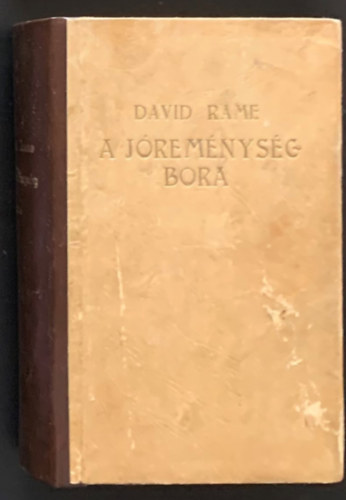 DAVID RAME
A JÓREMÉNYSÉG
BORA